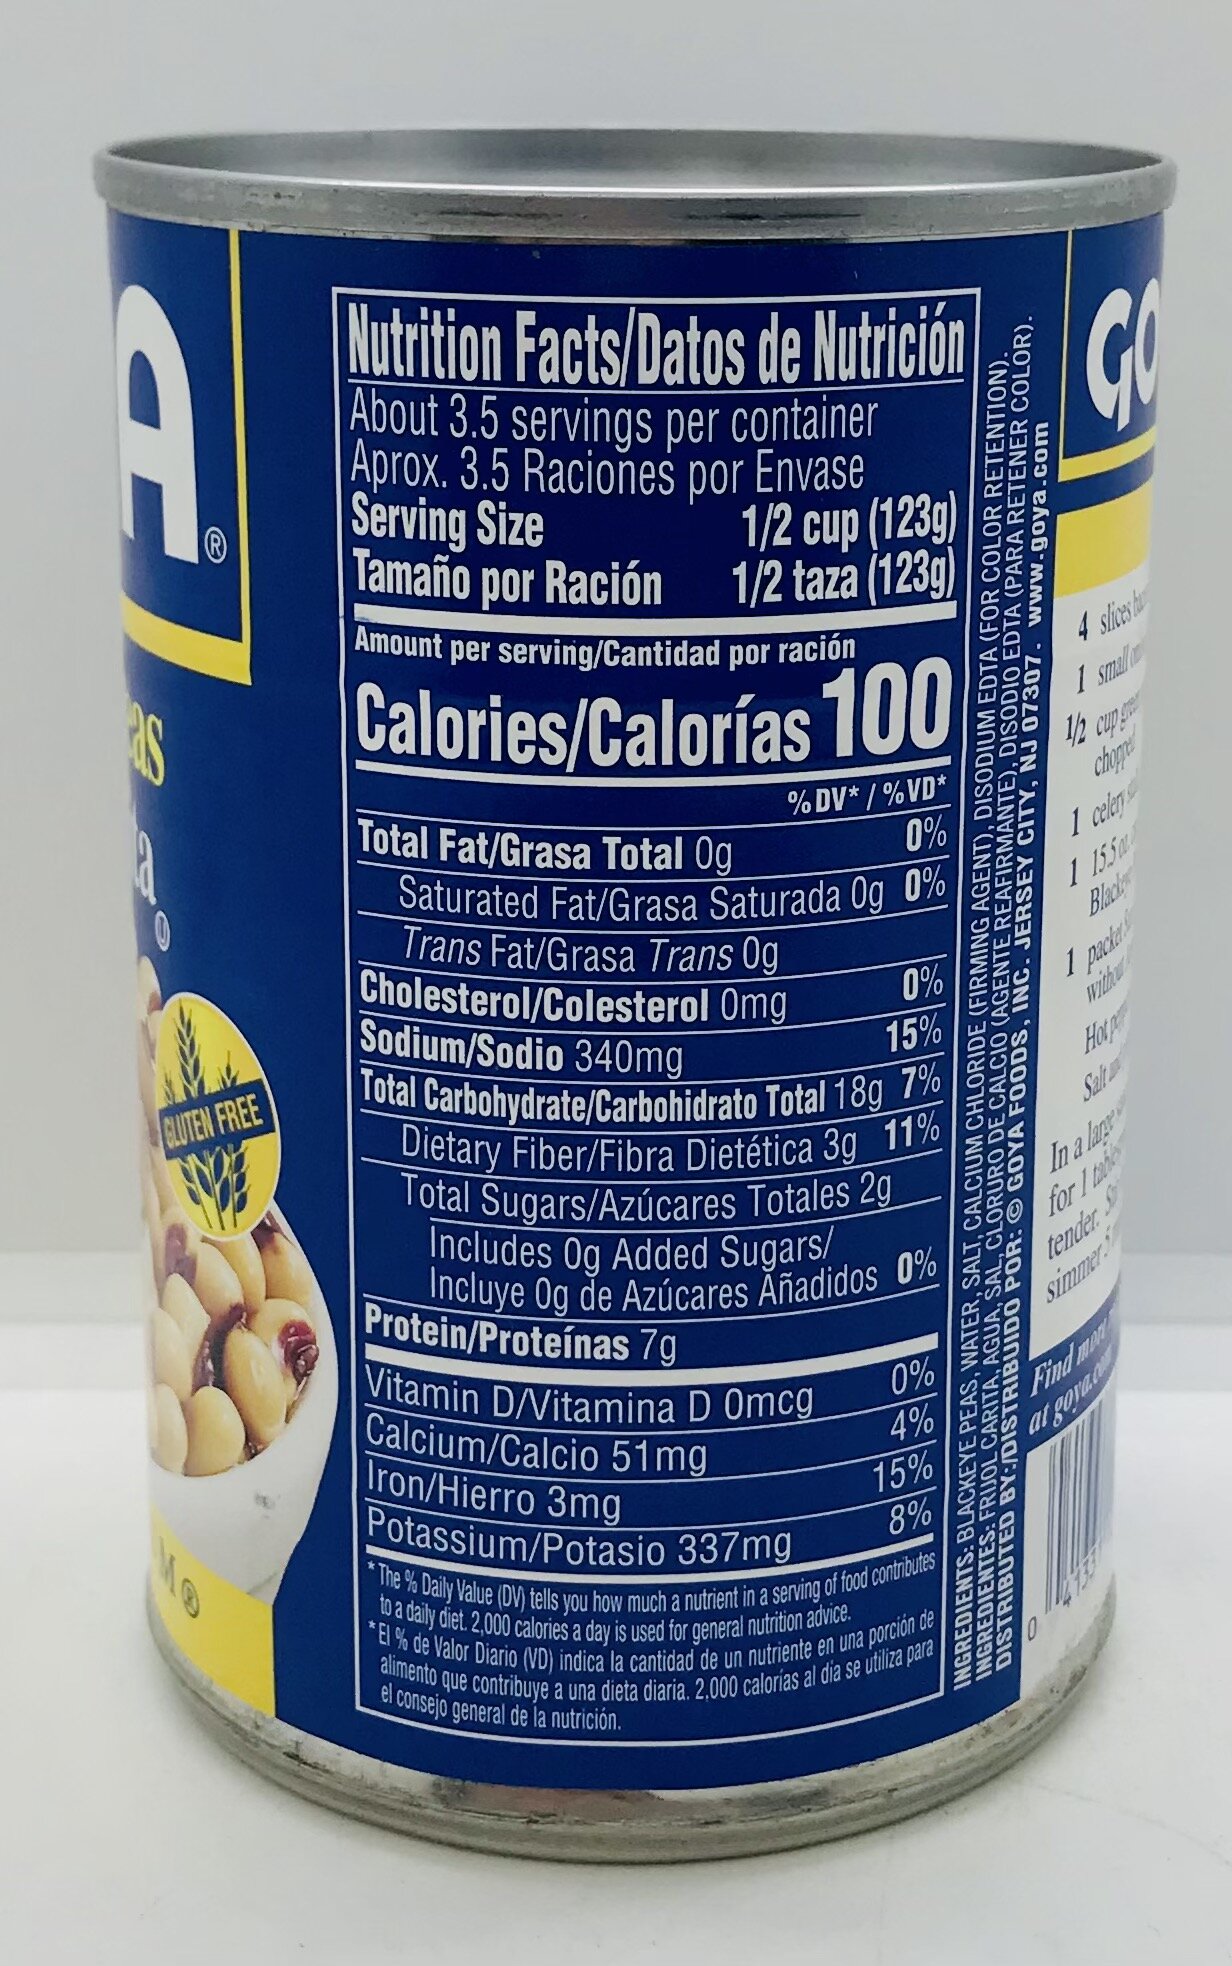 A
®
GLUTEN FREE
M®
Nutrition Facts/Datos de Nutrición
About 3.5 servings per container
Aprox. 3.5 Raciones por Envase
Serving Size 1/2 cup (123g)
Tamaño por Ración 1/2 taza (123g)
Amount per serving/Cantidad por ración
Calories/Calorías 100
% DV* / %VD*
Total Fat/Grasa Total 0g 0%
Saturated Fat/Grasa Saturada 0g 0%
Trans Fat/Grasa Trans 0g
Cholesterol/Colesterol 0mg 0%
Sodium/Sodio 340mg 15%
Total Carbohydrate/Carbohidrato Total 18g 7%
Dietary Fiber/Fibra Dietética 3g 11%
Total Sugars/Azúcares Totales 2g
Includes 0g Added Sugars/
Incluye 0g de Azúcares Añadidos 0%
Protein/Proteínas 7g
Vitamin D/Vitamina D 0mcg 0%
Calcium/Calcio 51mg 4%
Iron/Hierro 3mg 15%
Potassium/Potasio 337mg 8%
* The % Daily Value (DV) tells you how much a nutrient in a serving of food contributes
to a daily diet. 2,000 calories a day is used for general nutrition advice.
* El % de Valor Diario (VD) indica la cantidad de un nutriente en una porción de
alimento que contribuye a una dieta diaria. 2,000 calorías al día se utiliza para
el consejo general de la nutrición.
INGREDIENTS: BLACKEYE PEAS, WATER, SALT, CALCIUM CHLORIDE (FIRMING AGENT), DISODIUM EDTA (FOR COLOR RETENTION).
INGREDIENTES: FRIJOL CARITA, AGUA, SAL, CLORURO DE CALCIO (AGENTE REAFIRMANTE), DISODIO EDTA (PARA RETENER COLOR).
DISTRIBUTED BY:/DISTRIBUIDO POR: © GOYA FOODS, INC. JERSEY CITY, NJ 07307. www.goya.com
GO
4 slices
1 small
1/2 cup
chopped
1 celery
1 15.5 oz.
1 packet
without
Hot
Salt
In a large
for 1
tender.
simmer 5
Find more
at goya.com
0